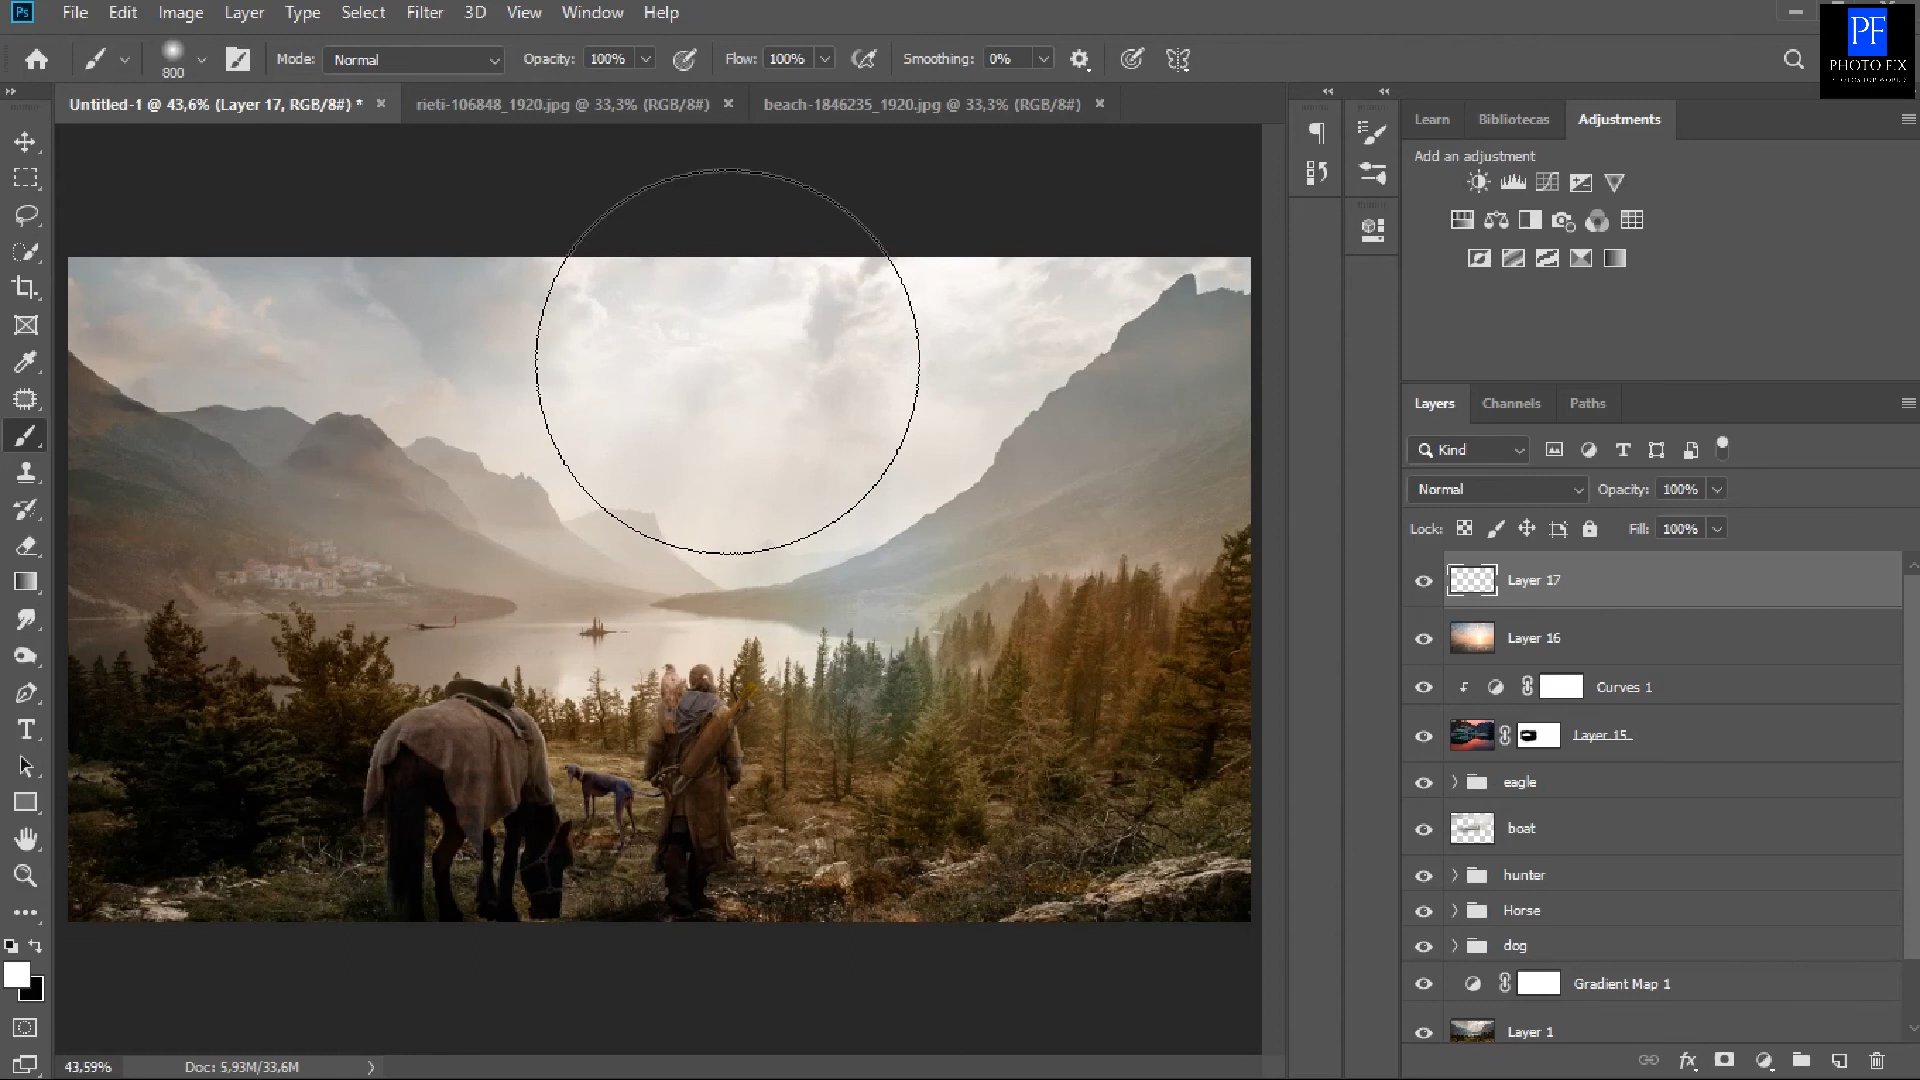 Ps File Edit Image Layer Type Select Filter 3D View Window Help
PF
PHOTO FIX
800 Mode: Normal Opacity: 100% Flow: 100% Smoothing: 0%
Untitled-1 @ 43,6% (Layer 17, RGB/8#) * rieti-106848_1920.jpg @ 33,3% (RGB/8#) beach-1846235_1920.jpg @ 33,3% (RGB/8#)
Learn Bibliotecas Adjustments
Add an adjustment
Layers Channels Paths
Kind
Normal Opacity: 100%
Lock: Fill: 100%
Layer 17
Layer 16
Curves 1
Layer 15
eagle
boat
hunter
Horse
dog
Gradient Map 1
Layer 1
43,59% Doc: 5,93M/33,6M